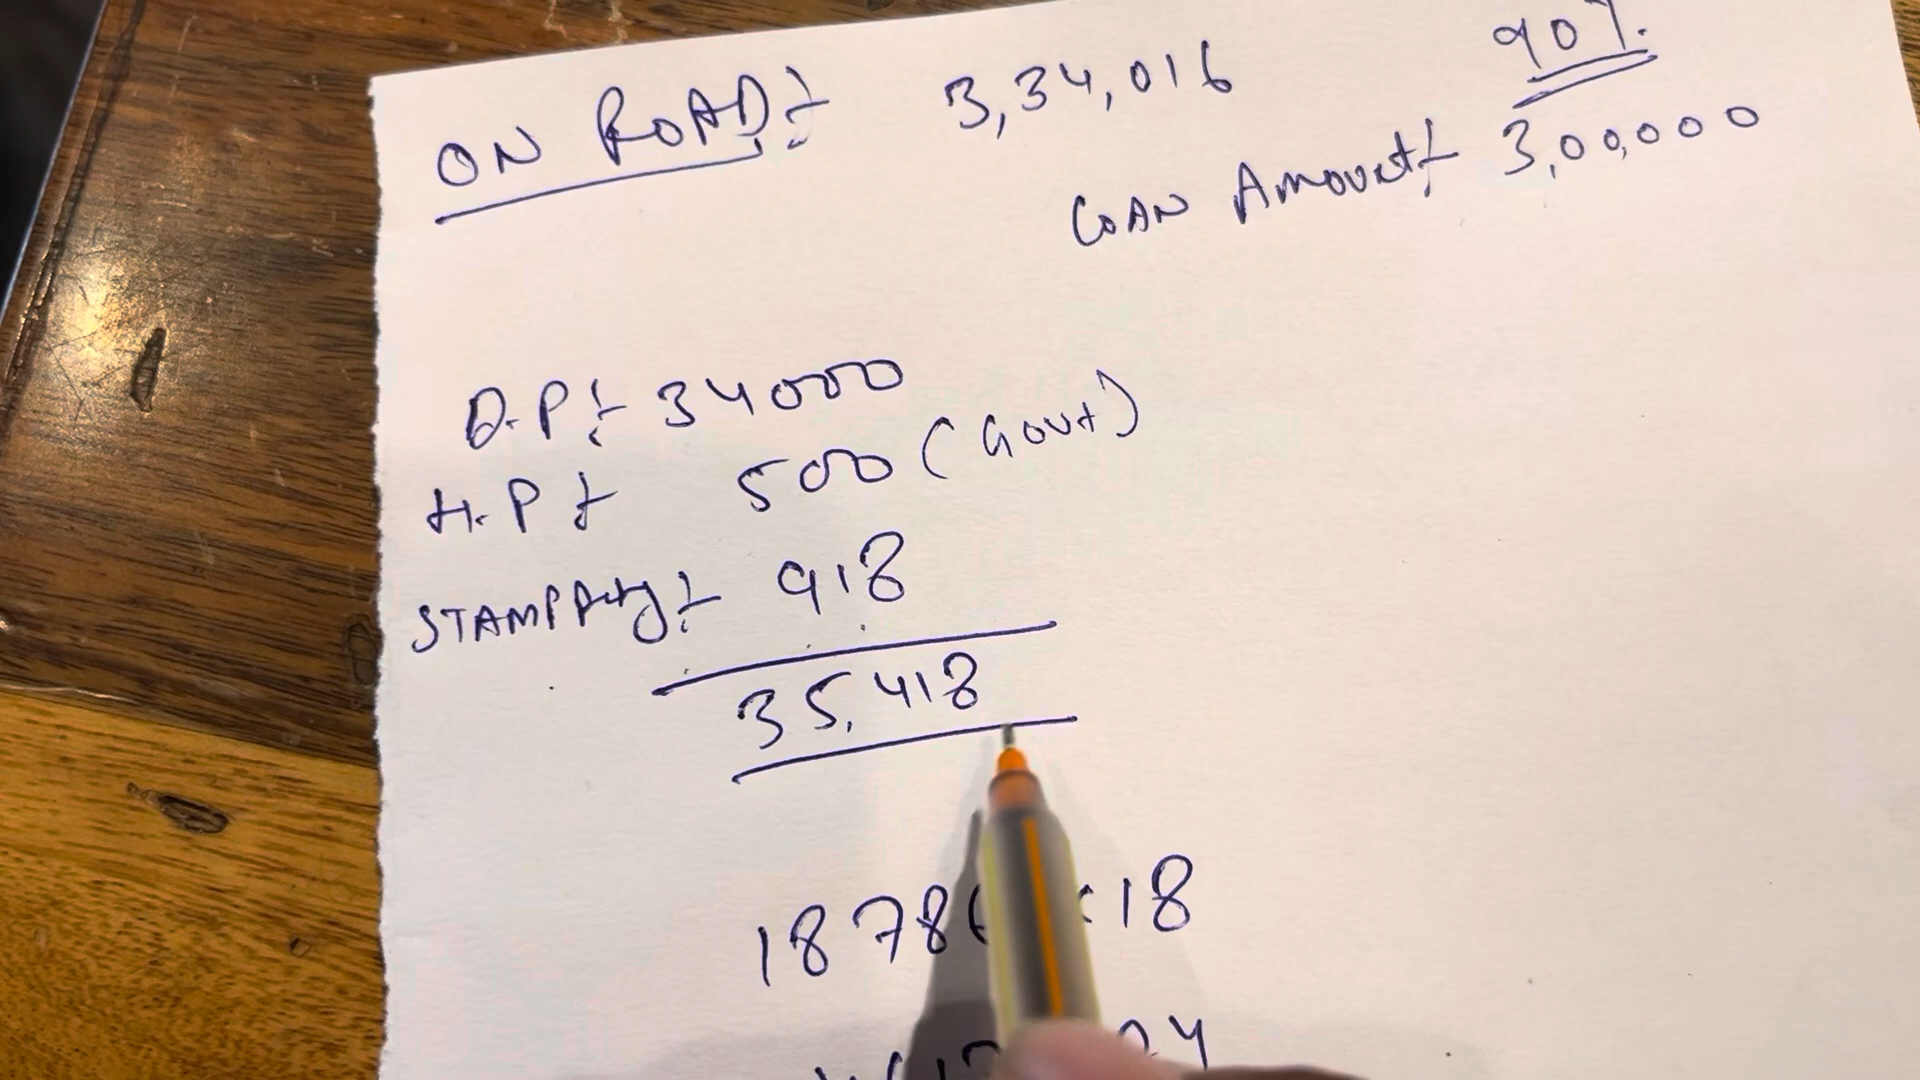 90%.
ON ROAD:- 3,34,016
LOAN Amount:- 3,00,000
D.P:- 34000
H.P:- 500 (Govt)
STAMP Duty:- 918
35,418
18